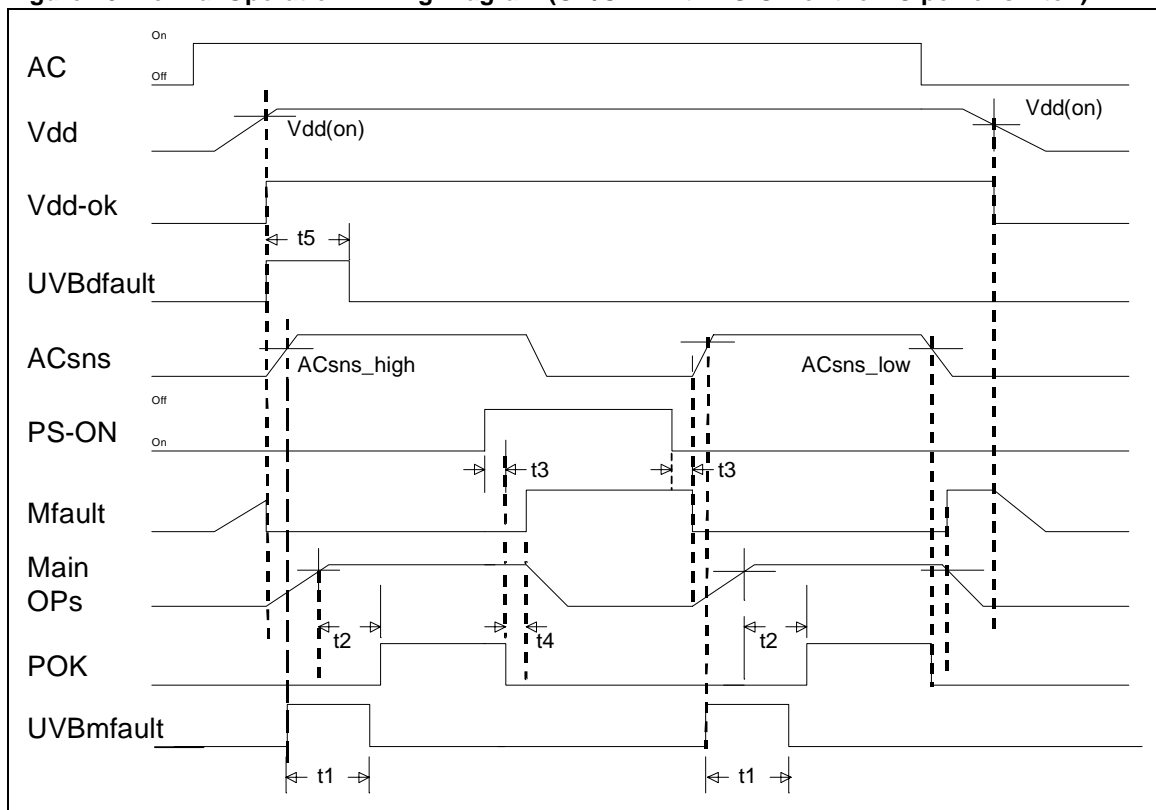 On
AC
Off
Vdd(on)
Vdd
Vdd(on)
Vdd-ok
t5
UVBdfault
ACsns
ACsns_high
ACsns_low
Off
PS-ON
On
t3
t3
Mfault
Main
OPs
t2
t4
t2
POK
UVBmfault
t1
t1